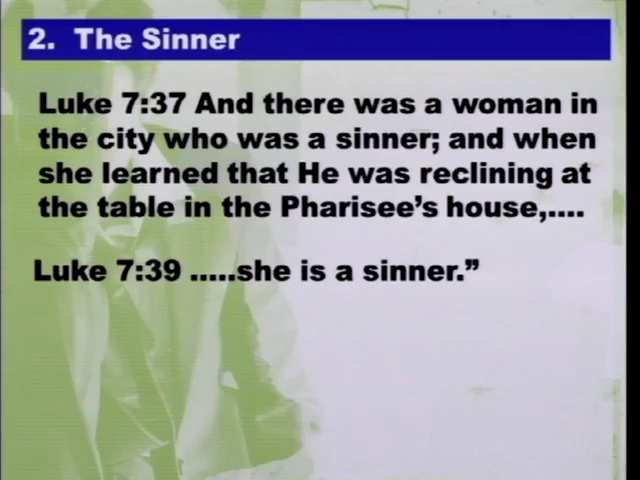 2. The Sinner
Luke 7:37 And there was a woman in
the city who was a sinner; and when
she learned that He was reclining at
the table in the Pharisee’s house,....
Luke 7:39 .....she is a sinner.”